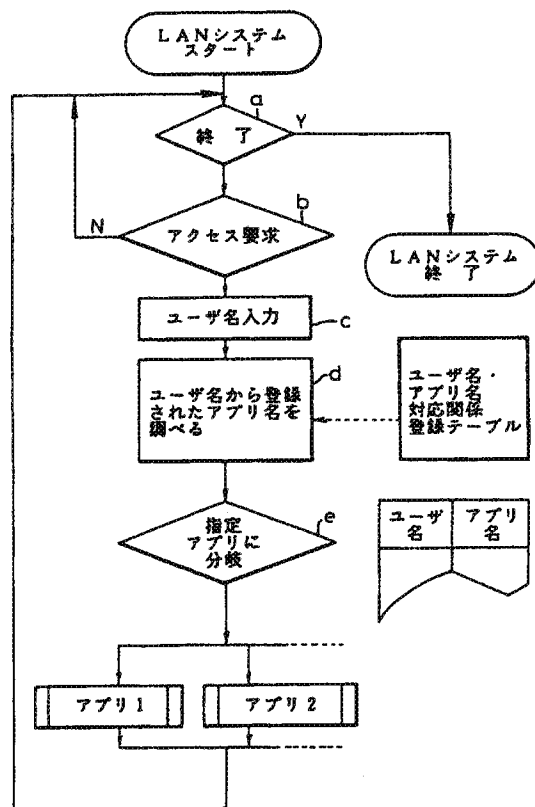 LANシステム
スタート
a
終了
Y
b
アクセス要求
N
LANシステム
終了
ユーザ名入力
c
d
ユーザ名から登録
されたアプリ名を
調べる
ユーザ名・
アプリ名
対応関係
登録テーブル
e
指定
アプリに
分岐
ユーザ
名
アプリ
名
アプリ1
アプリ2